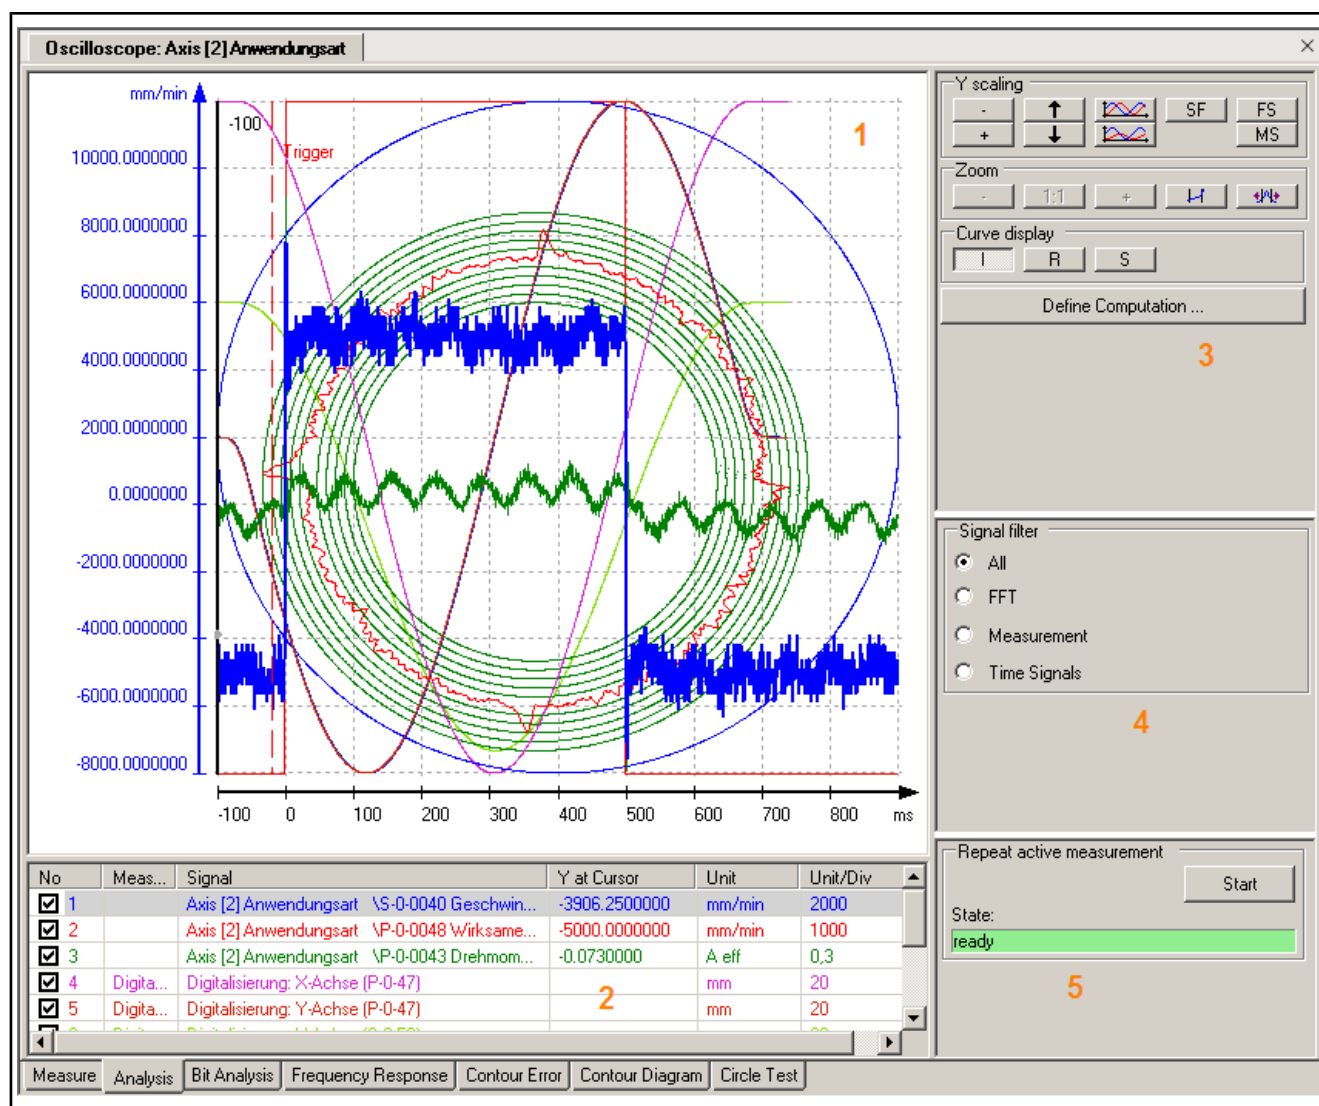 Oscilloscope: Axis [2] Anwendungsart
mm/min
-100
Trigger
1
10000.0000000
8000.0000000
6000.0000000
4000.0000000
2000.0000000
0.0000000
-2000.0000000
-4000.0000000
-6000.0000000
-8000.0000000
-100 0 100 200 300 400 500 600 700 800 ms
Y scaling
- SF FS
+ MS
Zoom
- 1:1 +
Curve display
I R S
Define Computation ...
3
Signal filter
All
FFT
Measurement
Time Signals
4
Repeat active measurement
Start
State:
ready
5
No Meas... Signal Y at Cursor Unit Unit/Div
1 Axis [2] Anwendungsart \S-0-0040 Geschwin... -3906.2500000 mm/min 2000
2 Axis [2] Anwendungsart \P-0-0048 Wirksame... -5000.0000000 mm/min 1000
3 Axis [2] Anwendungsart \P-0-0043 Drehmom... -0.0730000 A eff 0,3
4 Digita... Digitalisierung: X-Achse (P-0-47) mm 20
5 Digita... Digitalisierung: Y-Achse (P-0-47) mm 20
2
Measure Analysis Bit Analysis Frequency Response Contour Error Contour Diagram Circle Test